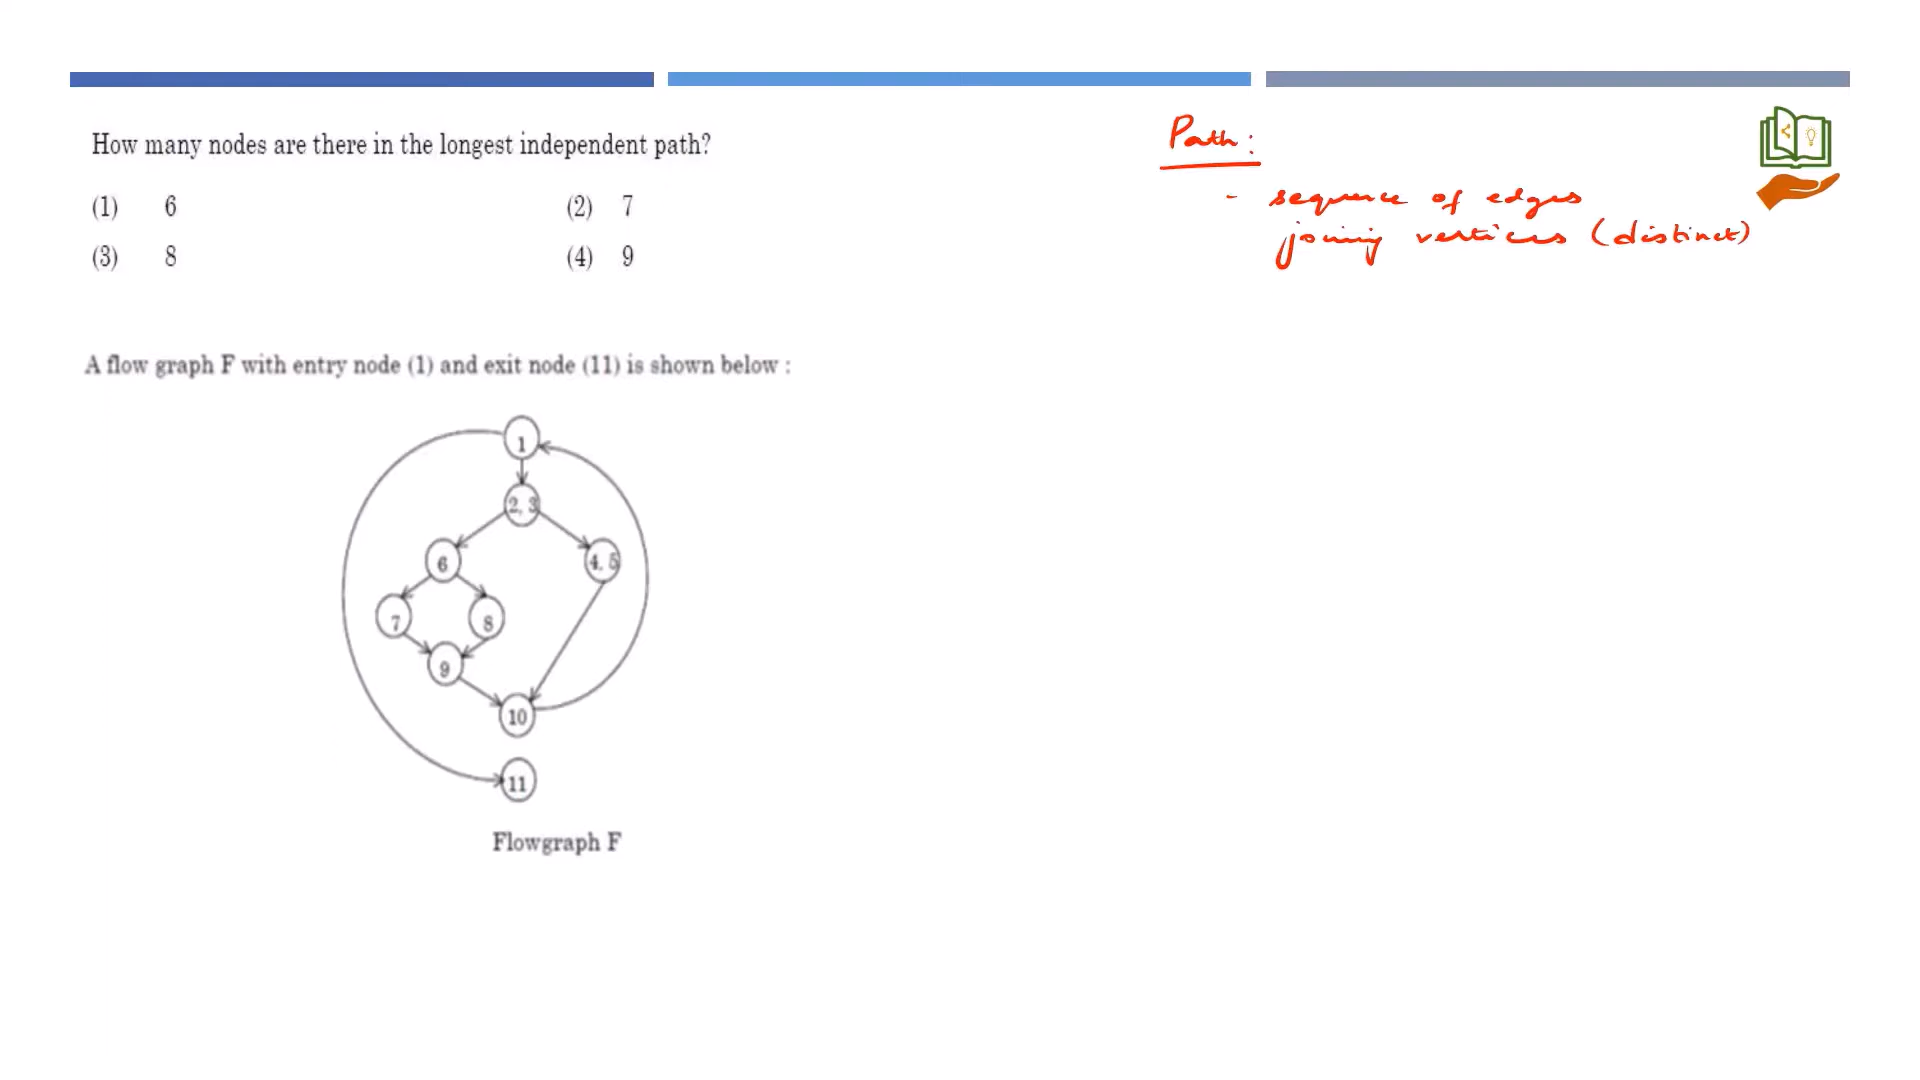 How many nodes are there in the longest independent path?
(1) 6 (2) 7
(3) 8 (4) 9
Path:
- sequence of edges
joining vertices (distinct)
A flow graph F with entry node (1) and exit node (11) is shown below :
1
2, 3
6 4, 5
7 8
9
10
11
Flowgraph F